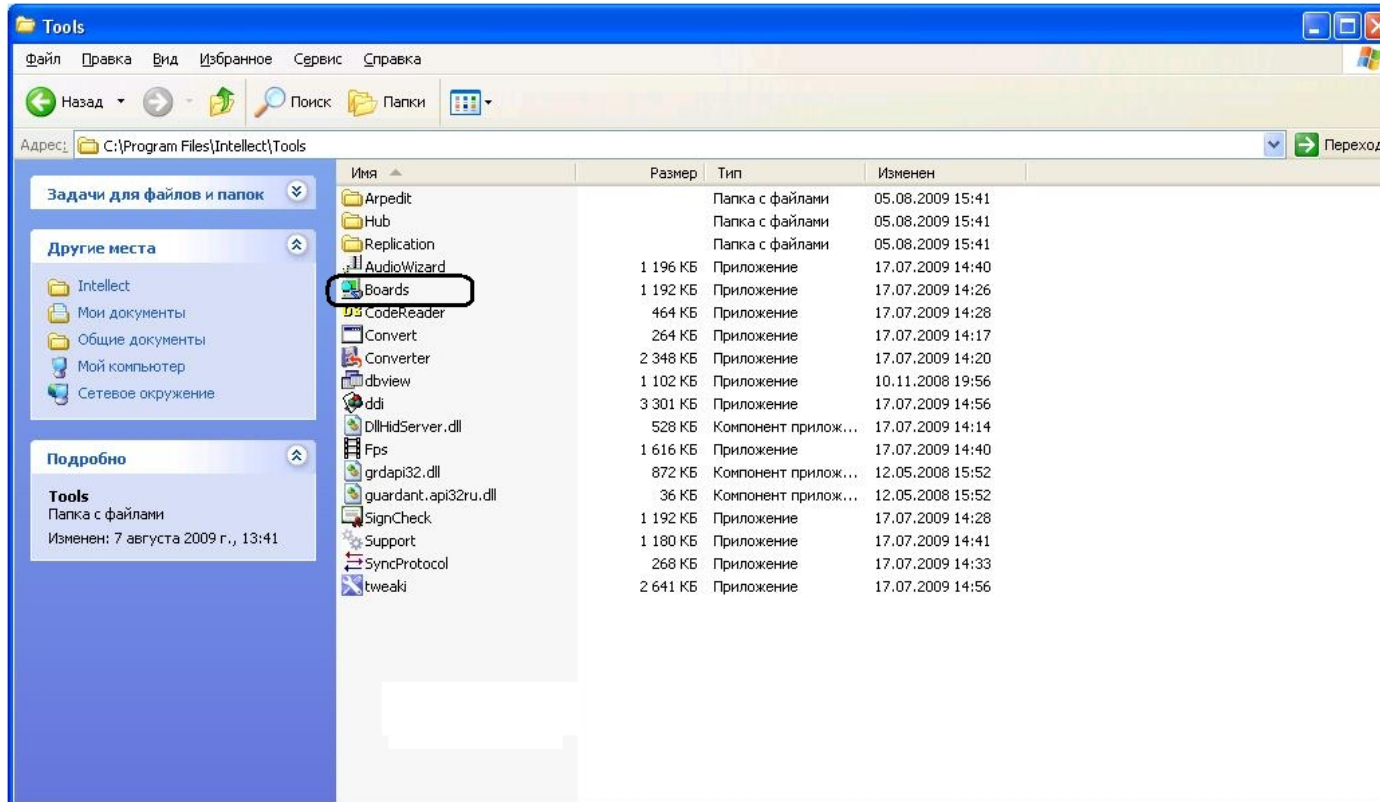 Tools
Файл Правка Вид Избранное Сервис Справка
Назад Поиск Папки
Адрес: C:\Program Files\Intellect\Tools Переход
Задачи для файлов и папок
Другие места
Intellect
Мои документы
Общие документы
Мой компьютер
Сетевое окружение
Подробно
Tools
Папка с файлами
Изменен: 7 августа 2009 г., 13:41
Имя Размер Тип Изменен
Arpedit Папка с файлами 05.08.2009 15:41
Hub Папка с файлами 05.08.2009 15:41
Replication Папка с файлами 05.08.2009 15:41
AudioWizard 1 196 КБ Приложение 17.07.2009 14:40
Boards 1 192 КБ Приложение 17.07.2009 14:26
CodeReader 464 КБ Приложение 17.07.2009 14:28
Convert 264 КБ Приложение 17.07.2009 14:17
Converter 2 348 КБ Приложение 17.07.2009 14:20
dbview 1 102 КБ Приложение 10.11.2008 19:56
ddi 3 301 КБ Приложение 17.07.2009 14:56
DllHidServer.dll 528 КБ Компонент прилож... 17.07.2009 14:14
Fps 1 616 КБ Приложение 17.07.2009 14:40
grdapi32.dll 872 КБ Компонент прилож... 12.05.2008 15:52
guardant.api32ru.dll 36 КБ Компонент прилож... 12.05.2008 15:52
SignCheck 1 192 КБ Приложение 17.07.2009 14:28
Support 1 180 КБ Приложение 17.07.2009 14:41
SyncProtocol 268 КБ Приложение 17.07.2009 14:33
tweaki 2 641 КБ Приложение 17.07.2009 14:56